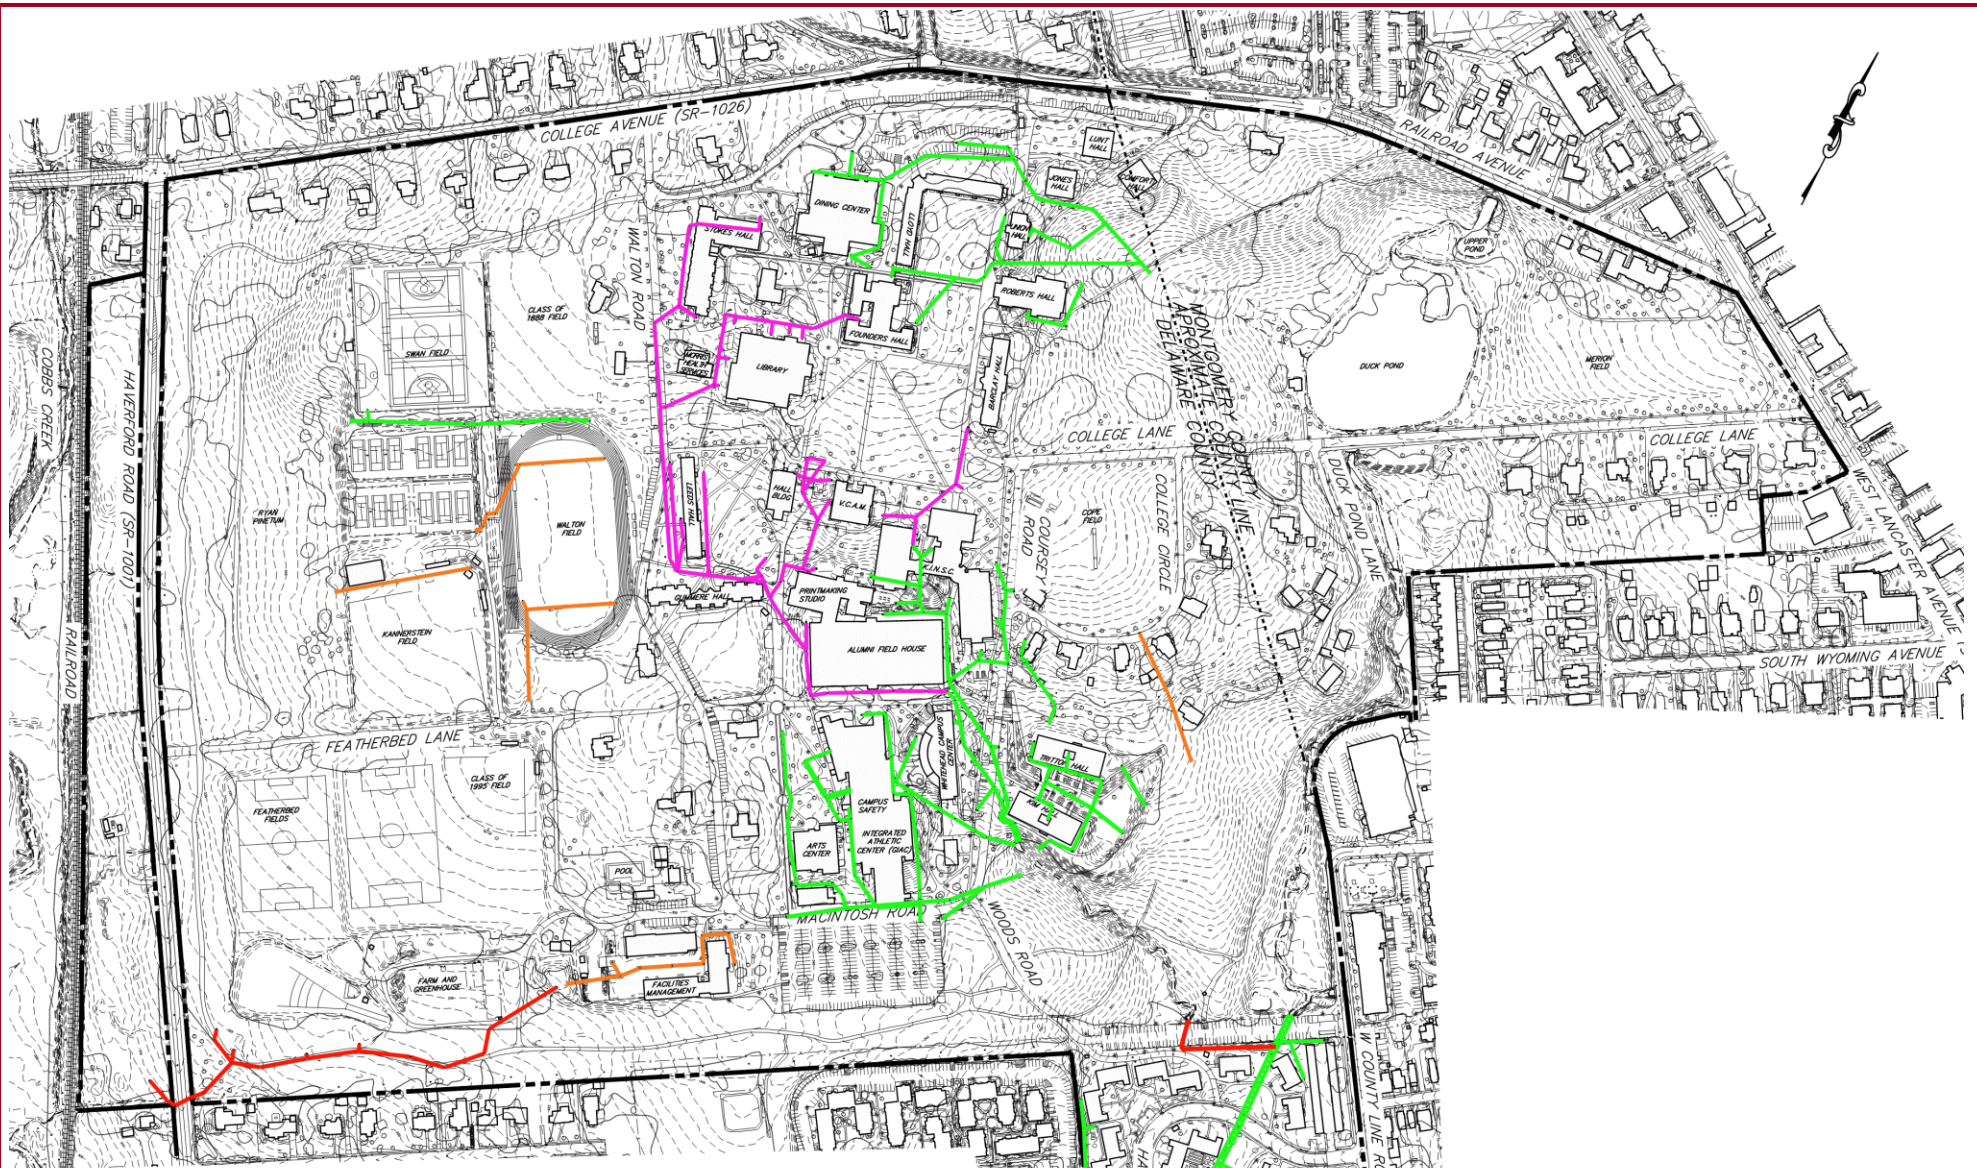 COLLEGE AVENUE (SR-1026)
RAILROAD AVENUE
LUNT
HALL
JONES
HALL
COMFORT
HALL
DINING CENTER
LLOYD HALL
UNION
HALL
STOKES HALL
WALTON ROAD
UPPER
POND
ROBERTS HALL
CLASS OF
1888 FIELD
SWAN FIELD
FOUNDERS HALL
MORRIS
HEALTH
SERVICES
LIBRARY
BARCLAY HALL
MONTGOMERY COUNTY
APROXIMATE COUNTY LINE
DELAWARE COUNTY
DUCK POND
MERION
FIELD
COBBS CREEK
HAVERFORD ROAD (SR-1001)
RAILROAD
COLLEGE LANE
COLLEGE LANE
WEST LANCASTER AVENUE
DUCK POND LANE
COLLEGE CIRCLE
COPE
FIELD
COURSEY
ROAD
RYAN
PINETUM
WALTON
FIELD
LEEDS HALL
HALL
BLDG
V.C.A.M.
K.I.N.S.C.
GUMMERE HALL
PRINTMAKING
STUDIO
ALUMNI FIELD HOUSE
KANNERSTEIN
FIELD
SOUTH WYOMING AVENUE
FEATHERBED LANE
CLASS OF
1995 FIELD
FEATHERBED
FIELDS
WHITEHEAD CAMPUS
CENTER
TRITTON HALL
KIM HALL
CAMPUS
SAFETY
INTEGRATED
ATHLETIC
CENTER (GIAC)
ARTS
CENTER
POOL
MACINTOSH ROAD
WOODS ROAD
FARM AND
GREENHOUSE
FACILITIES
MANAGEMENT
W COUNTY LINE RO
HA